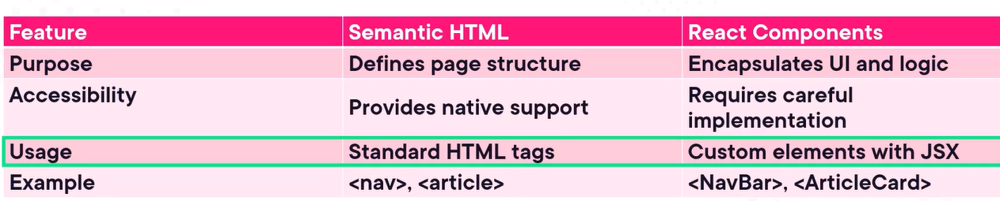 Feature Semantic HTML React Components
Purpose Defines page structure Encapsulates UI and logic
Accessibility Provides native support Requires careful
implementation
Usage Standard HTML tags Custom elements with JSX
Example <nav>, <article> <NavBar>, <ArticleCard>